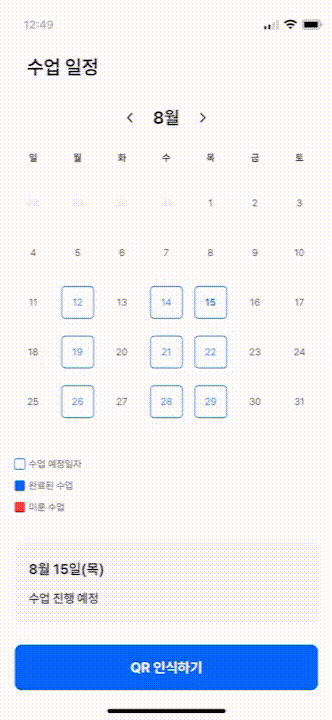 12:49
수업 일정
8월
일 월 화 수 목 금 토
28 29 30 31 1 2 3
4 5 6 7 8 9 10
11 12 13 14 15 16 17
18 19 20 21 22 23 24
25 26 27 28 29 30 31
수업 예정일자
완료된 수업
미룬 수업
8월 15일(목)
수업 진행 예정
QR 인식하기